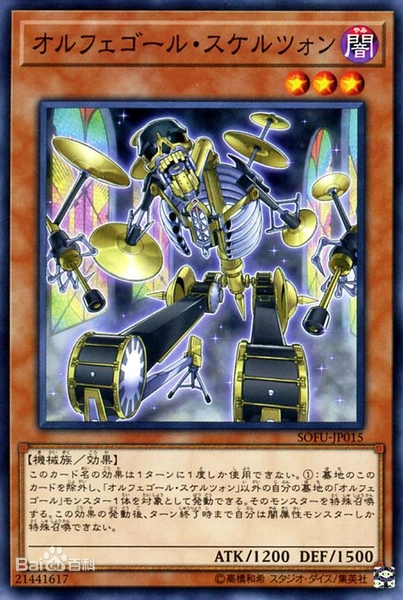 オルフェゴール・スケルツォン
闇
SOFU-JP015
【機械族/効果】
このカード名の効果は1ターンに1度しか使用できない。①:墓地のこの
カードを除外し、「オルフェゴール・スケルツォン」以外の自分の墓地の「オルフェ
ゴール」モンスター1体を対象として発動できる。そのモンスターを特殊召喚
する。この効果の発動後、ターン終了時まで自分は闇属性モンスターしか
特殊召喚できない。
ATK/1200 DEF/1500
21441617
©高橋和希 スタジオ・ダイス/集英社
Bai百科